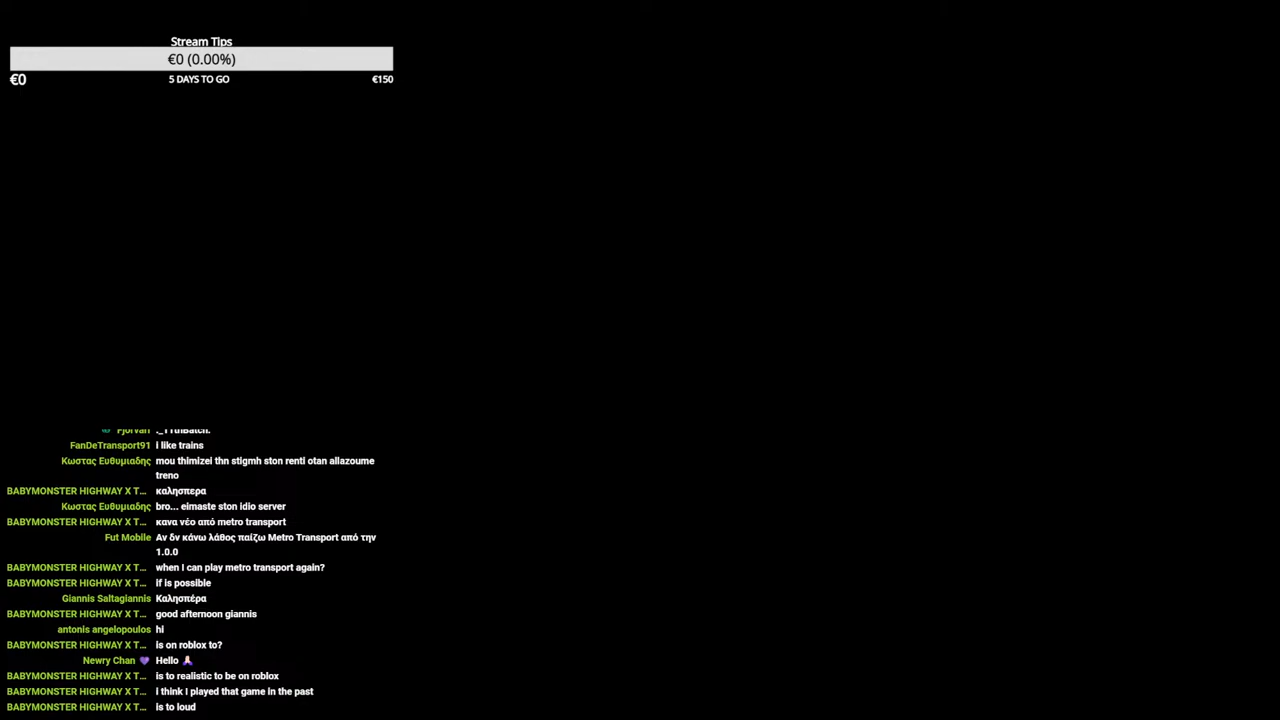 Stream Tips
€0 (0.00%)
€0 5 DAYS TO GO €150
Fjorvan
FanDeTransport91 i like trains
Κωστας Ευθυμιαδης mou thimizei thn stigmh ston renti otan allazoume
treno
BABYMONSTER HIGHWAY X T... καλησπερα
Κωστας Ευθυμιαδης bro... eimaste ston idio server
BABYMONSTER HIGHWAY X T... κανα νέο από metro transport
Fut Mobile Αν δν κάνω λάθος παίζω Metro Transport από την
1.0.0
BABYMONSTER HIGHWAY X T... when I can play metro transport again?
BABYMONSTER HIGHWAY X T... if is possible
Giannis Saltagiannis Καλησπέρα
BABYMONSTER HIGHWAY X T... good afternoon giannis
antonis angelopoulos hi
BABYMONSTER HIGHWAY X T... is on roblox to?
Newry Chan 💜 Hello 🙏🏻
BABYMONSTER HIGHWAY X T... is to realistic to be on roblox
BABYMONSTER HIGHWAY X T... i think I played that game in the past
BABYMONSTER HIGHWAY X T... is to loud